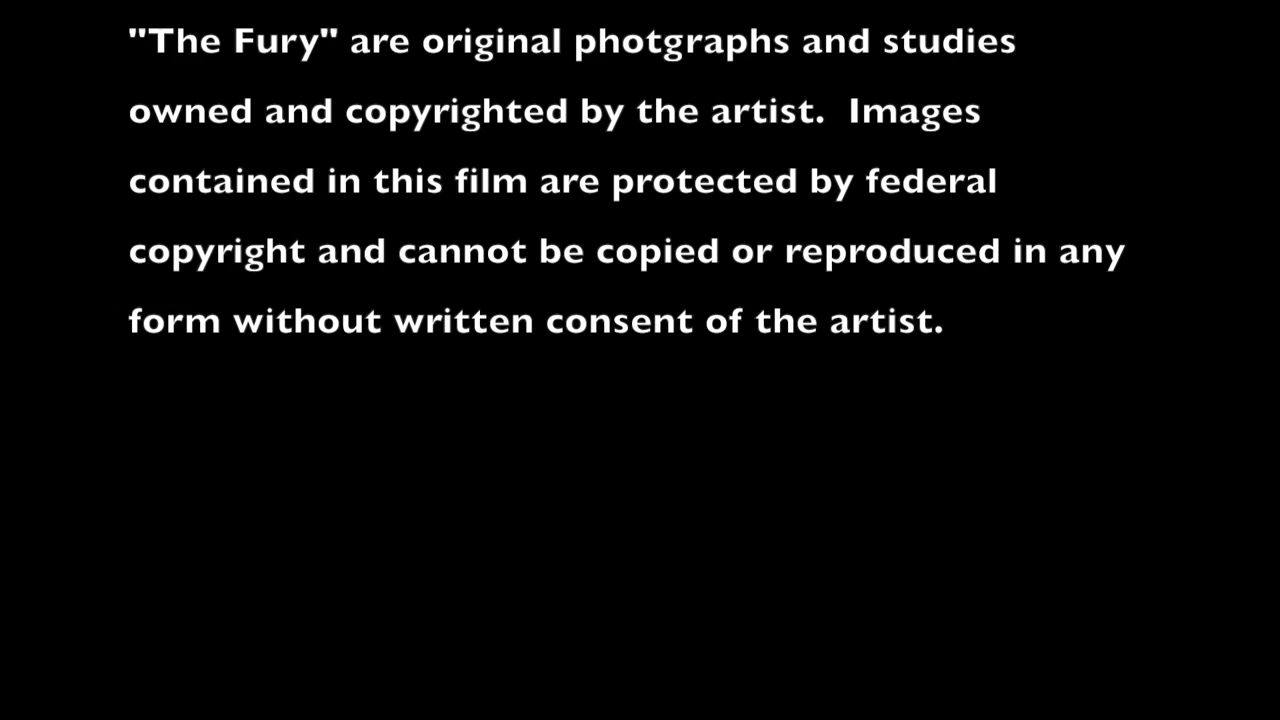 "The Fury" are original photgraphs and studies
owned and copyrighted by the artist.  Images
contained in this film are protected by federal
copyright and cannot be copied or reproduced in any
form without written consent of the artist.